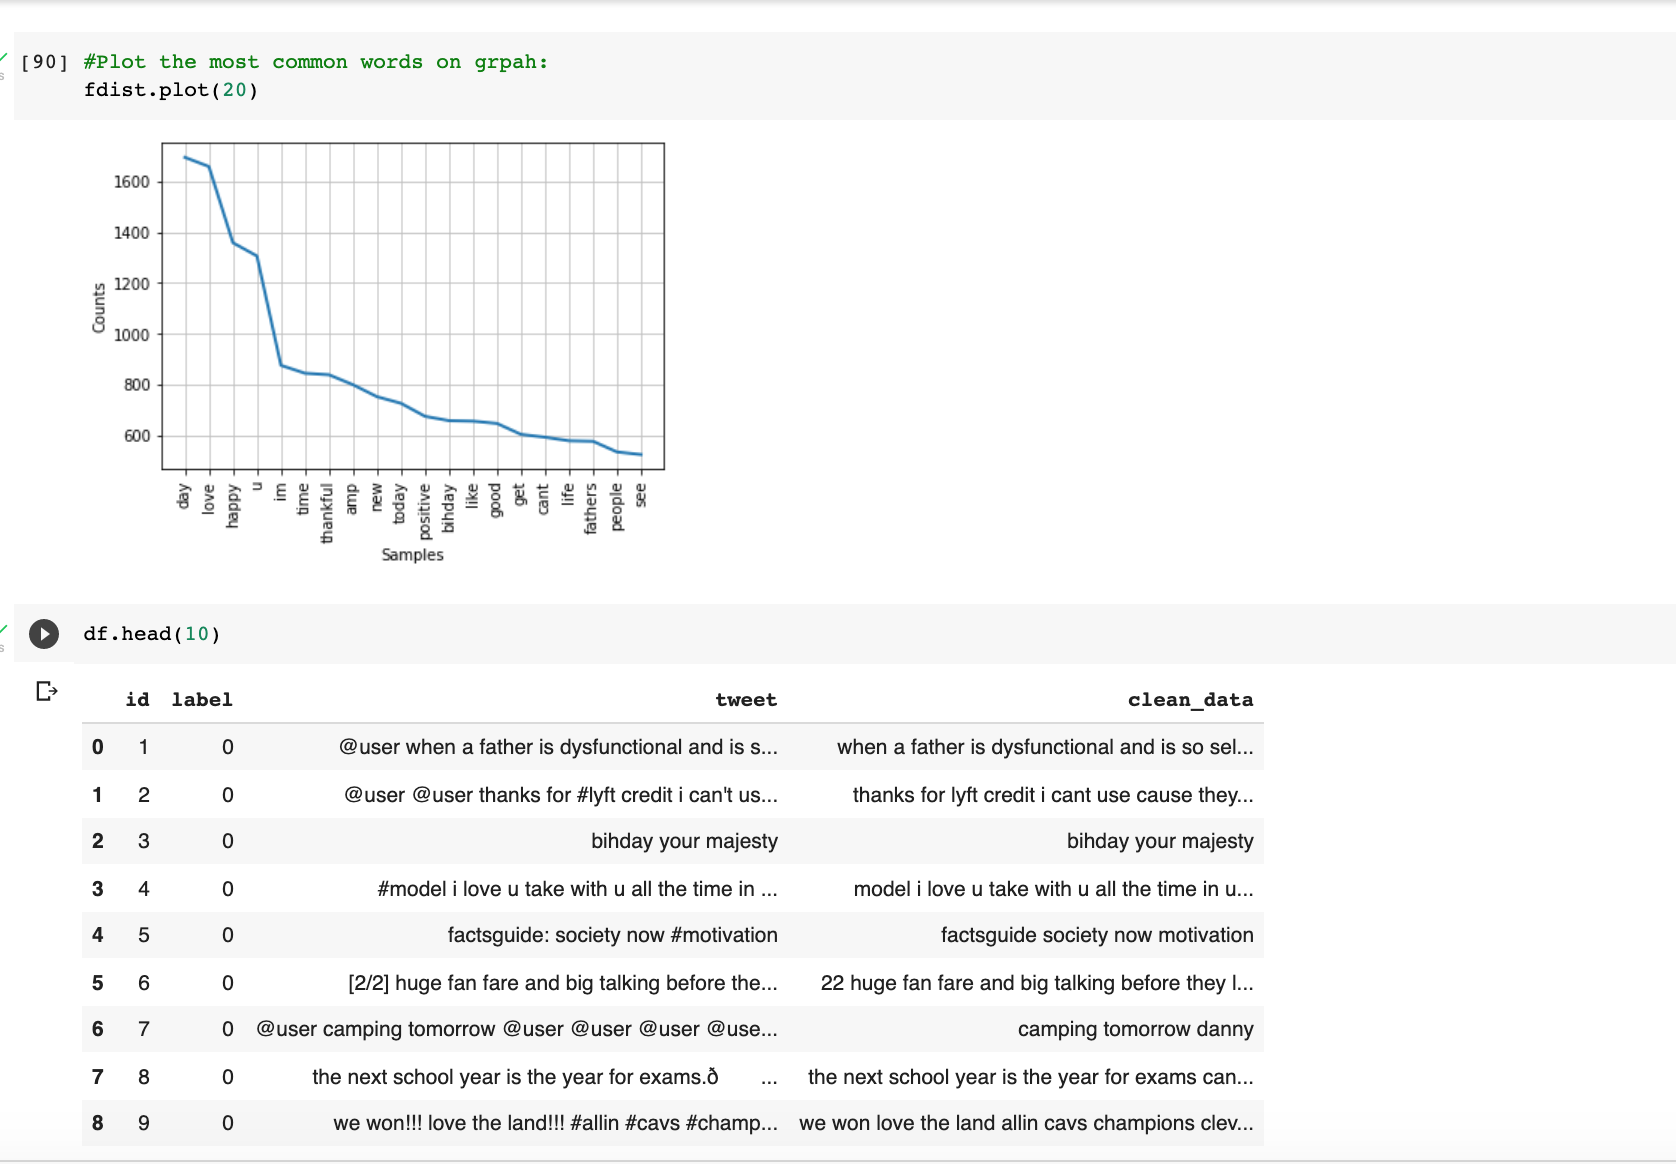 [90] #Plot the most common words on grpah:
fdist.plot(20)
1600
1400
1200
1000
800
600
Counts
day love happy u im time thankful amp new today positive bihday like good get cant life fathers people see
Samples
df.head(10)
id label tweet clean_data
0 1 0 @user when a father is dysfunctional and is s... when a father is dysfunctional and is so sel...
1 2 0 @user @user thanks for #lyft credit i can't us... thanks for lyft credit i cant use cause they...
2 3 0 bihday your majesty bihday your majesty
3 4 0 #model i love u take with u all the time in ... model i love u take with u all the time in u...
4 5 0 factsguide: society now #motivation factsguide society now motivation
5 6 0 [2/2] huge fan fare and big talking before the... 22 huge fan fare and big talking before they l...
6 7 0 @user camping tomorrow @user @user @user @use... camping tomorrow danny
7 8 0 the next school year is the year for exams.ð ... the next school year is the year for exams can...
8 9 0 we won!!! love the land!!! #allin #cavs #champ... we won love the land allin cavs champions clev...